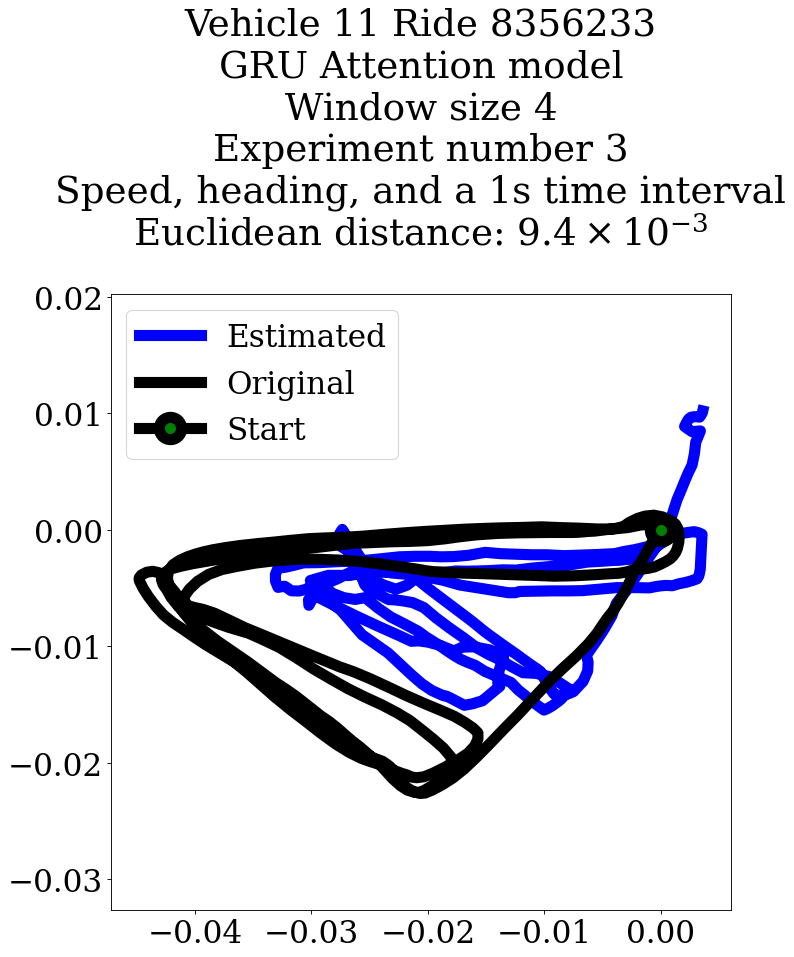 Vehicle 11 Ride 8356233
GRU Attention model
Window size 4
Experiment number 3
Speed, heading, and a 1s time interval
Euclidean distance: 9.4 × 10⁻³
0.02
Estimated
0.01
Original
Start
0.00
−0.01
−0.02
−0.03
−0.04 −0.03 −0.02 −0.01 0.00